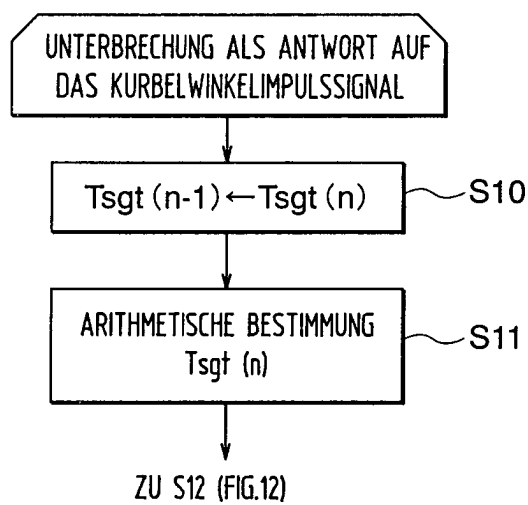 UNTERBRECHUNG ALS ANTWORT AUF
DAS KURBELWINKELIMPULSSIGNAL
Tsgt (n-1) ← Tsgt (n)
S10
ARITHMETISCHE BESTIMMUNG
Tsgt (n)
S11
ZU S12 (FIG.12)